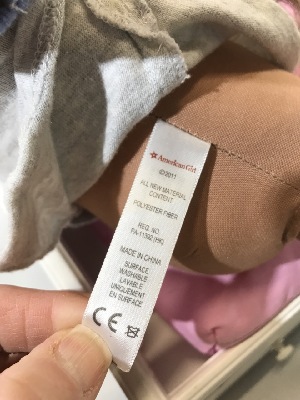 American Girl
©2011
ALL NEW MATERIAL
CONTENT
POLYESTER FIBER
REG. NO.
PA-11392 (HK)
MADE IN CHINA
SURFACE
WASHABLE
LAVABLE
UNIQUEMENT
EN SURFACE
CE